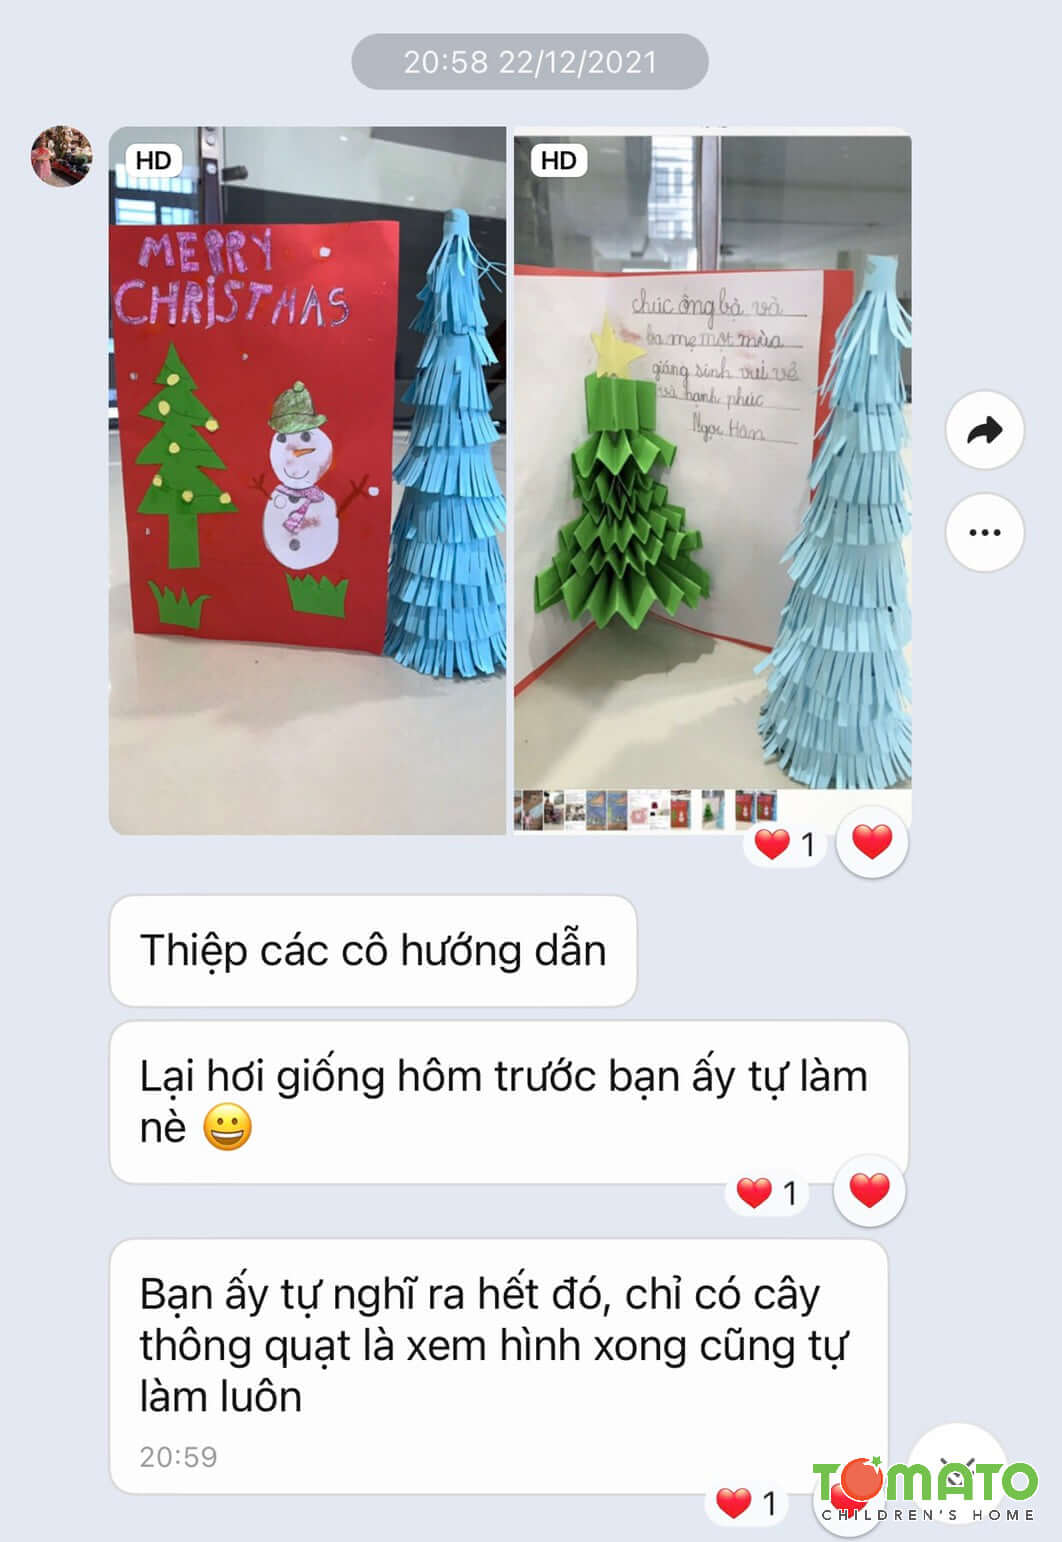 20:58 22/12/2021
HD
MERRY
CHRISTMAS
HD
chúc ông bà và
ba mẹ một mùa
giáng sinh vui vẻ
và hạnh phúc
Ngọc Hân
1
Thiệp các cô hướng dẫn
Lại hơi giống hôm trước bạn ấy tự làm
nè
1
Bạn ấy tự nghĩ ra hết đó, chỉ có cây
thông quạt là xem hình xong cũng tự
làm luôn
20:59
1
TOMATO
CHILDREN'S HOME